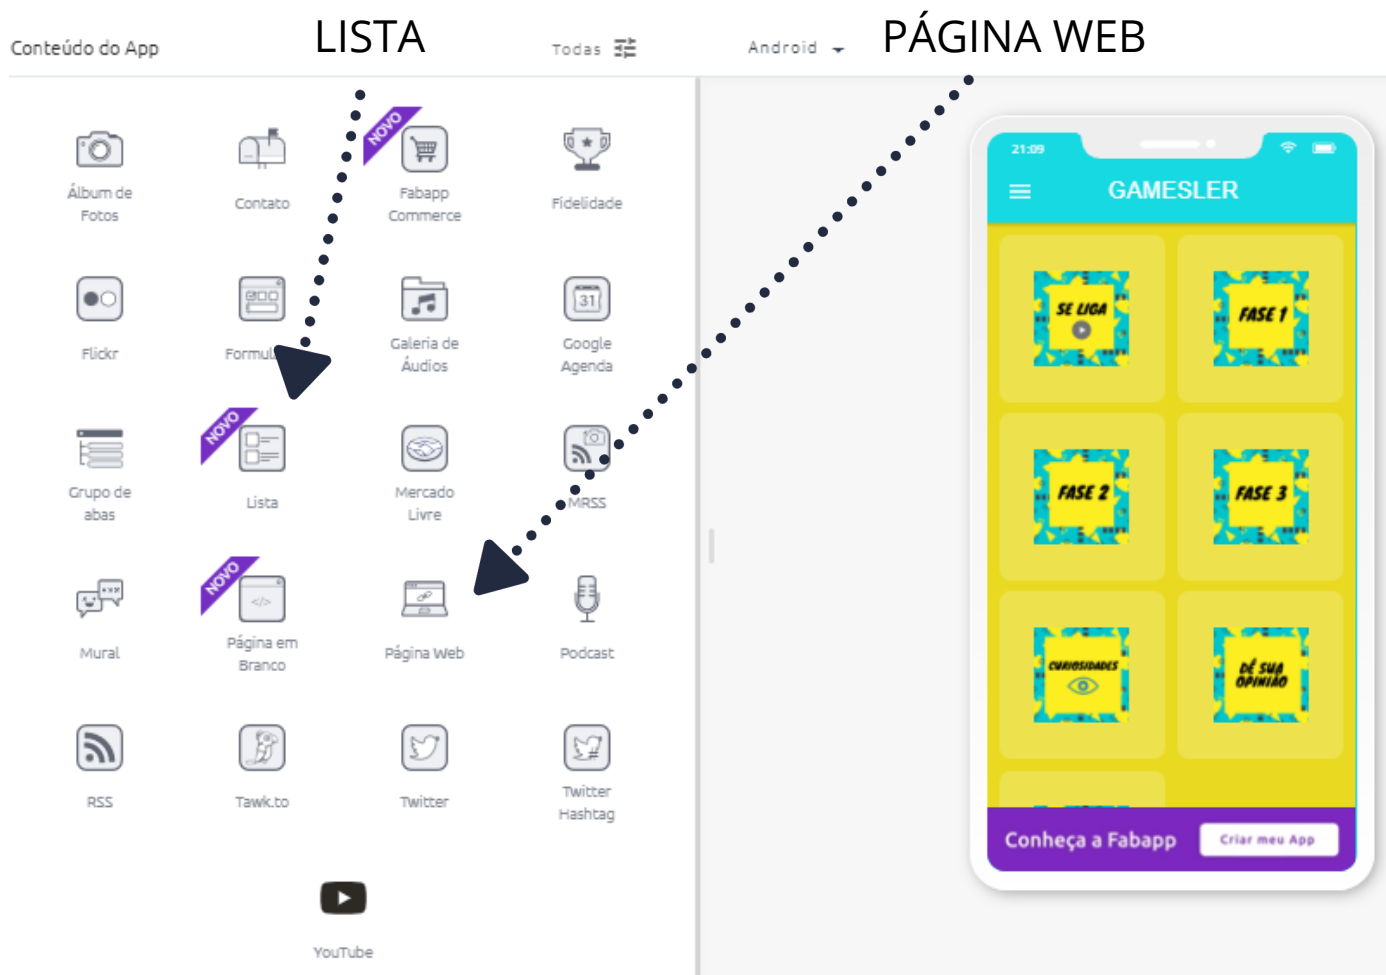 Conteúdo do App
LISTA
Todas
Android
PÁGINA WEB
Álbum de
Fotos
Contato
NOVO
Fabapp
Commerce
Fidelidade
Flickr
Formul
Galeria de
Áudios
31
Google
Agenda
Grupo de
abas
NOVO
Lista
Mercado
Livre
MRSS
Mural
NOVO
</>
Página em
Branco
Página Web
Podcast
RSS
Tawk.to
Twitter
Twitter
Hashtag
YouTube
21:09
GAMESLER
SE LIGA
FASE 1
FASE 2
FASE 3
CURIOSIDADES
DÊ SUA
OPINIÃO
Conheça a Fabapp
Criar meu App